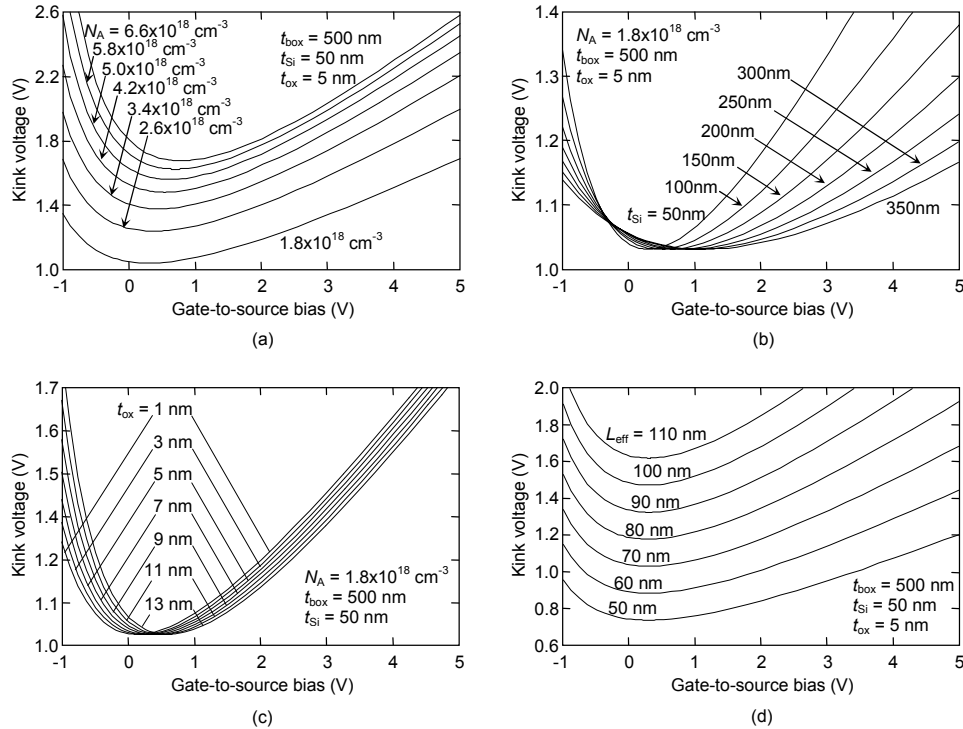 2.6
2.2
1.8
1.4
1.0
Kink voltage (V)
N_A = 6.6x10^18 cm^-3
5.8x10^18 cm^-3
5.0x10^18 cm^-3
4.2x10^18 cm^-3
3.4x10^18 cm^-3
2.6x10^18 cm^-3
t_box = 500 nm
t_Si = 50 nm
t_ox = 5 nm
1.8x10^18 cm^-3
-1 0 1 2 3 4 5
Gate-to-source bias (V)
(a)
1.4
1.3
1.2
1.1
1.0
Kink voltage (V)
N_A = 1.8x10^18 cm^-3
t_box = 500 nm
t_ox = 5 nm
300nm
250nm
200nm
150nm
100nm
t_Si = 50nm
350nm
-1 0 1 2 3 4 5
Gate-to-source bias (V)
(b)
1.7
1.6
1.4
1.2
1.1
1.0
Kink voltage (V)
t_ox = 1 nm
3 nm
5 nm
7 nm
9 nm
11 nm
13 nm
N_A = 1.8x10^18 cm^-3
t_box = 500 nm
t_Si = 50 nm
-1 0 1 2 3 4 5
Gate-to-source bias (V)
(c)
2.0
1.8
1.6
1.4
1.2
1.0
0.8
0.6
Kink voltage (V)
L_eff = 110 nm
100 nm
90 nm
80 nm
70 nm
60 nm
50 nm
t_box = 500 nm
t_Si = 50 nm
t_ox = 5 nm
-1 0 1 2 3 4 5
Gate-to-source bias (V)
(d)